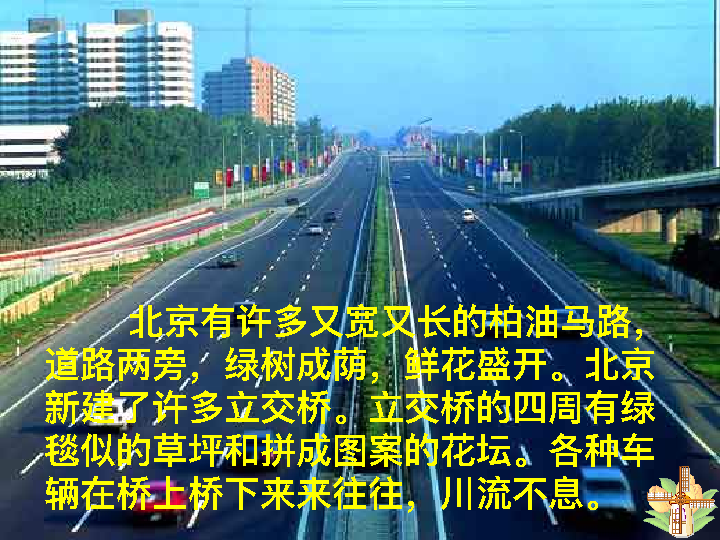 北京有许多又宽又长的柏油马路，
道路两旁，绿树成荫，鲜花盛开。北京
新建了许多立交桥。立交桥的四周有绿
毯似的草坪和拼成图案的花坛。各种车
辆在桥上桥下来来往往，川流不息。